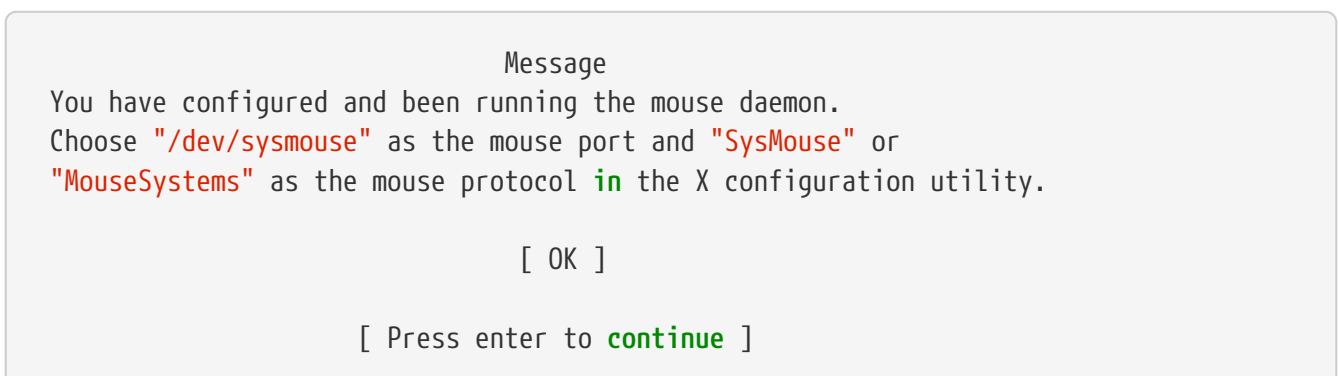 Message
You have configured and been running the mouse daemon.
Choose "/dev/sysmouse" as the mouse port and "SysMouse" or
"MouseSystems" as the mouse protocol in the X configuration utility.
[ OK ]
[ Press enter to continue ]